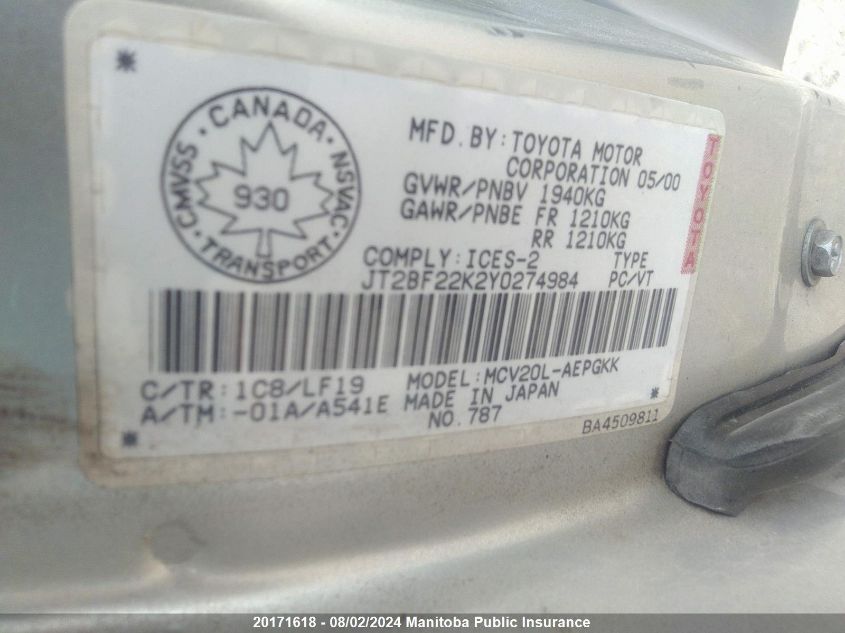 CMVSS · CANADA · NSVAC · TRANSPORT ·
930
MFD. BY: TOYOTA MOTOR
CORPORATION 05/00
GVWR/PNBV 1940KG
GAWR/PNBE FR 1210KG
RR 1210KG
COMPLY: ICES-2 TYPE
JT2BF22K2Y0274984 PC/VT
TOYOTA
C/TR: 1C8/LF19 MODEL: MCV20L-AEPGKK
A/TM: -01A/A541E MADE IN JAPAN
NO. 787
BA4509811
20171618 - 08/02/2024 Manitoba Public Insurance